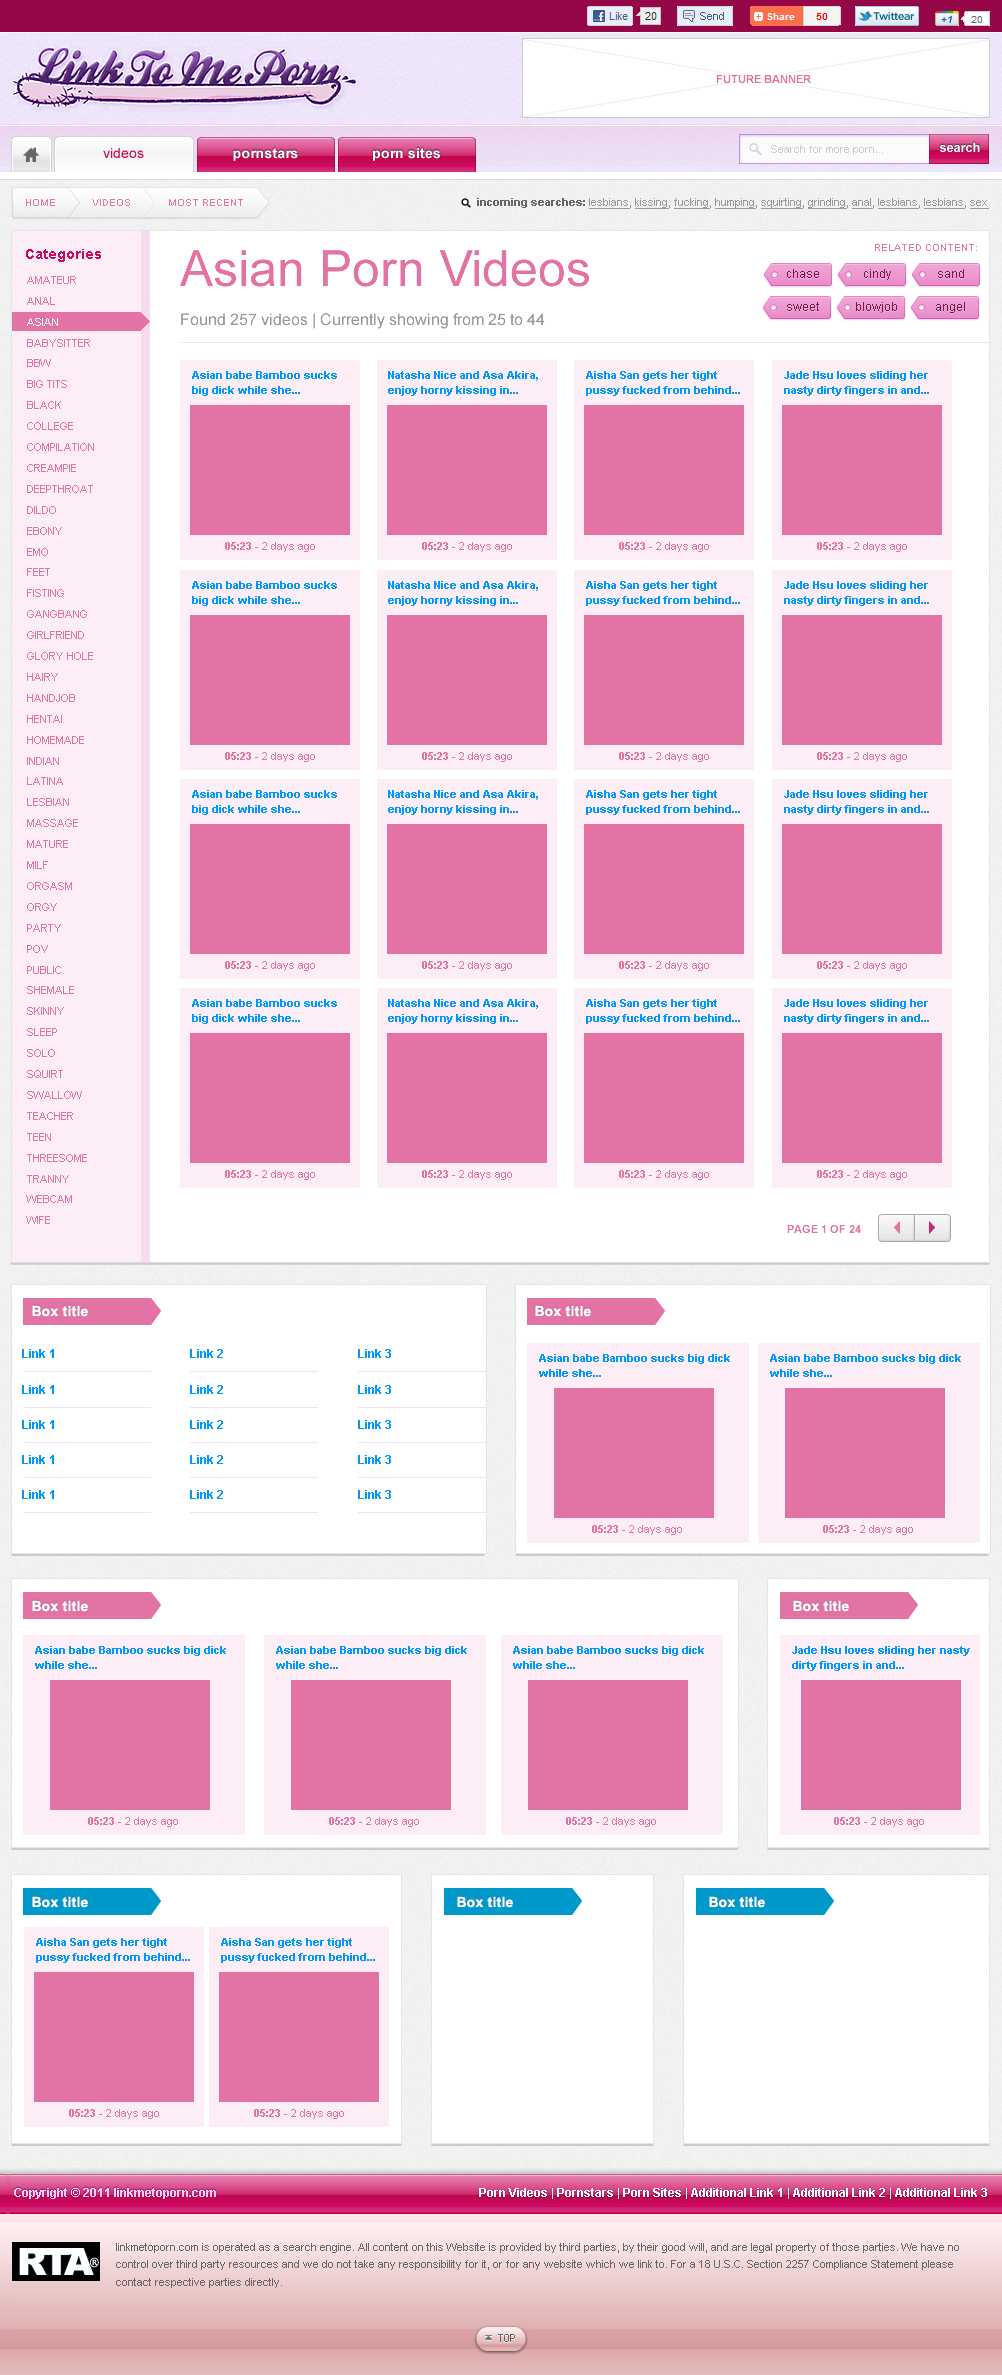 Like 20 Send Share 50 Twittear +1 20
Link To Me Porn
FUTURE BANNER
videos pornstars porn sites
Search for more porn... search
HOME VIDEOS MOST RECENT
incoming searches: lesbians, kissing, fucking, humping, squirting, grinding, anal, lesbians, lesbians, sex
Categories
AMATEUR
ANAL
ASIAN
BABYSITTER
BBW
BIG TITS
BLACK
COLLEGE
COMPILATION
CREAMPIE
DEEPTHROAT
DILDO
EBONY
EMO
FEET
FISTING
GANGBANG
GIRLFRIEND
GLORY HOLE
HAIRY
HANDJOB
HENTAI
HOMEMADE
INDIAN
LATINA
LESBIAN
MASSAGE
MATURE
MILF
ORGASM
ORGY
PARTY
POV
PUBLIC
SHEMALE
SKINNY
SLEEP
SOLO
SQUIRT
SWALLOW
TEACHER
TEEN
THREESOME
TRANNY
WEBCAM
WIFE
Asian Porn Videos
Found 257 videos | Currently showing from 25 to 44
RELATED CONTENT:
chase cindy sand
sweet blowjob angel
Asian babe Bamboo sucks Natasha Nice and Asa Akira, Aisha San gets her tight Jade Hsu loves sliding her
big dick while she... enjoy horny kissing in... pussy fucked from behind... nasty dirty fingers in and...
05:23 - 2 days ago 05:23 - 2 days ago 05:23 - 2 days ago 05:23 - 2 days ago
Asian babe Bamboo sucks Natasha Nice and Asa Akira, Aisha San gets her tight Jade Hsu loves sliding her
big dick while she... enjoy horny kissing in... pussy fucked from behind... nasty dirty fingers in and...
05:23 - 2 days ago 05:23 - 2 days ago 05:23 - 2 days ago 05:23 - 2 days ago
Asian babe Bamboo sucks Natasha Nice and Asa Akira, Aisha San gets her tight Jade Hsu loves sliding her
big dick while she... enjoy horny kissing in... pussy fucked from behind... nasty dirty fingers in and...
05:23 - 2 days ago 05:23 - 2 days ago 05:23 - 2 days ago 05:23 - 2 days ago
Asian babe Bamboo sucks Natasha Nice and Asa Akira, Aisha San gets her tight Jade Hsu loves sliding her
big dick while she... enjoy horny kissing in... pussy fucked from behind... nasty dirty fingers in and...
05:23 - 2 days ago 05:23 - 2 days ago 05:23 - 2 days ago 05:23 - 2 days ago
PAGE 1 OF 24
Box title
Link 1 Link 2 Link 3
Link 1 Link 2 Link 3
Link 1 Link 2 Link 3
Link 1 Link 2 Link 3
Link 1 Link 2 Link 3
Box title
Asian babe Bamboo sucks big dick Asian babe Bamboo sucks big dick
while she... while she...
05:23 - 2 days ago 05:23 - 2 days ago
Box title
Asian babe Bamboo sucks big dick Asian babe Bamboo sucks big dick Asian babe Bamboo sucks big dick
while she... while she... while she...
05:23 - 2 days ago 05:23 - 2 days ago 05:23 - 2 days ago
Box title
Jade Hsu loves sliding her nasty
dirty fingers in and...
05:23 - 2 days ago
Box title
Aisha San gets her tight Aisha San gets her tight
pussy fucked from behind... pussy fucked from behind...
05:23 - 2 days ago 05:23 - 2 days ago
Box title
Box title
Copyright © 2011 linkmetoporn.com Porn Videos | Pornstars | Porn Sites | Additional Link 1 | Additional Link 2 | Additional Link 3
RTA®
linkmetoporn.com is operated as a search engine. All content on this Website is provided by third parties, by their good will, and are legal property of those parties. We have no
control over third party resources and we do not take any responsibility for it, or for any website which we link to. For a 18 U.S.C. Section 2257 Compliance Statement please
contact respective parties directly.
TOP